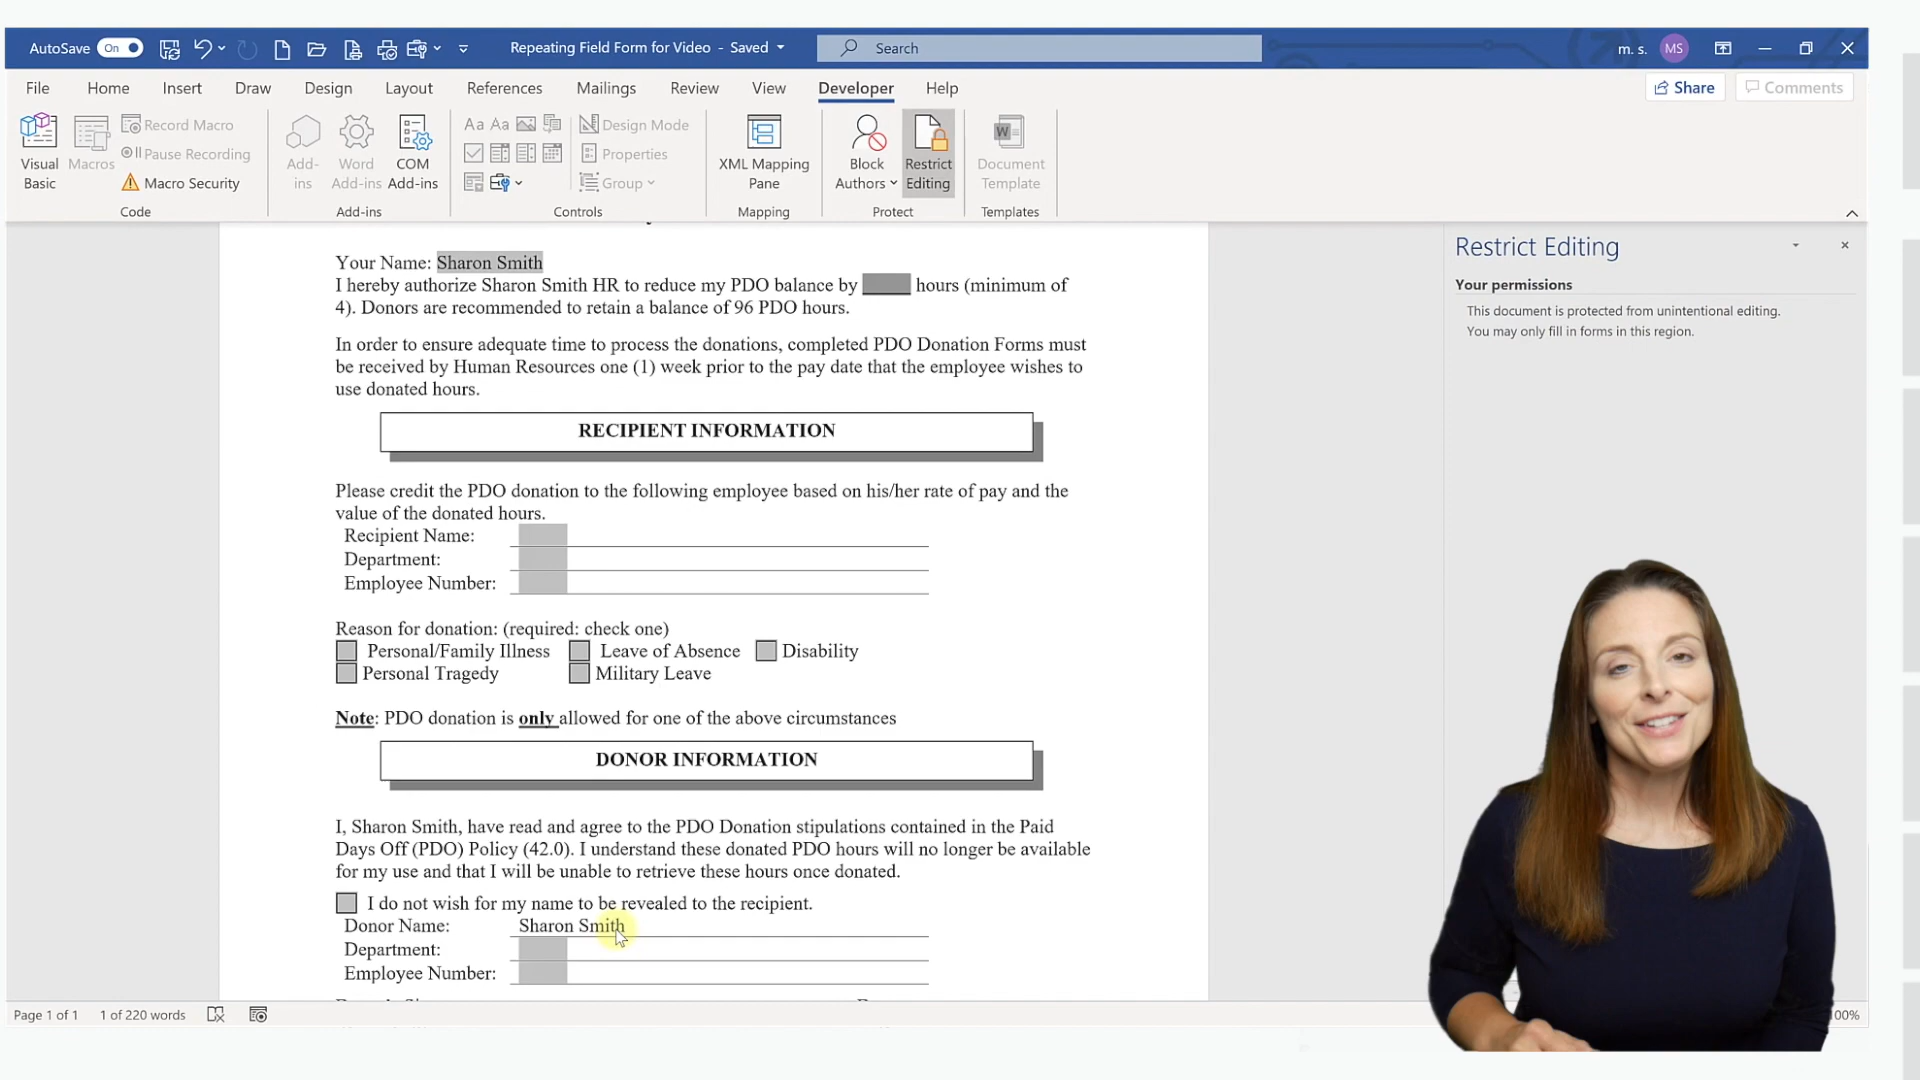 AutoSave On Repeating Field Form for Video - Saved Search m. s. MS
File Home Insert Draw Design Layout References Mailings Review View Developer Help Share Comments
Visual Basic
Macros
Record Macro
Pause Recording
Macro Security
Code
Add-ins
Word Add-ins
COM Add-ins
Add-ins
Aa Aa
Design Mode
Properties
Group
Controls
XML Mapping Pane
Mapping
Block Authors
Restrict Editing
Protect
Document Template
Templates
Your Name: Sharon Smith
I hereby authorize Sharon Smith HR to reduce my PDO balance by hours (minimum of
4). Donors are recommended to retain a balance of 96 PDO hours.
In order to ensure adequate time to process the donations, completed PDO Donation Forms must
be received by Human Resources one (1) week prior to the pay date that the employee wishes to
use donated hours.
RECIPIENT INFORMATION
Please credit the PDO donation to the following employee based on his/her rate of pay and the
value of the donated hours.
Recipient Name:
Department:
Employee Number:
Reason for donation: (required: check one)
Personal/Family Illness Leave of Absence Disability
Personal Tragedy Military Leave
Note: PDO donation is only allowed for one of the above circumstances
DONOR INFORMATION
I, Sharon Smith, have read and agree to the PDO Donation stipulations contained in the Paid
Days Off (PDO) Policy (42.0). I understand these donated PDO hours will no longer be available
for my use and that I will be unable to retrieve these hours once donated.
I do not wish for my name to be revealed to the recipient.
Donor Name: Sharon Smith
Department:
Employee Number:
Restrict Editing
Your permissions
This document is protected from unintentional editing.
You may only fill in forms in this region.
Page 1 of 1 1 of 220 words 100%